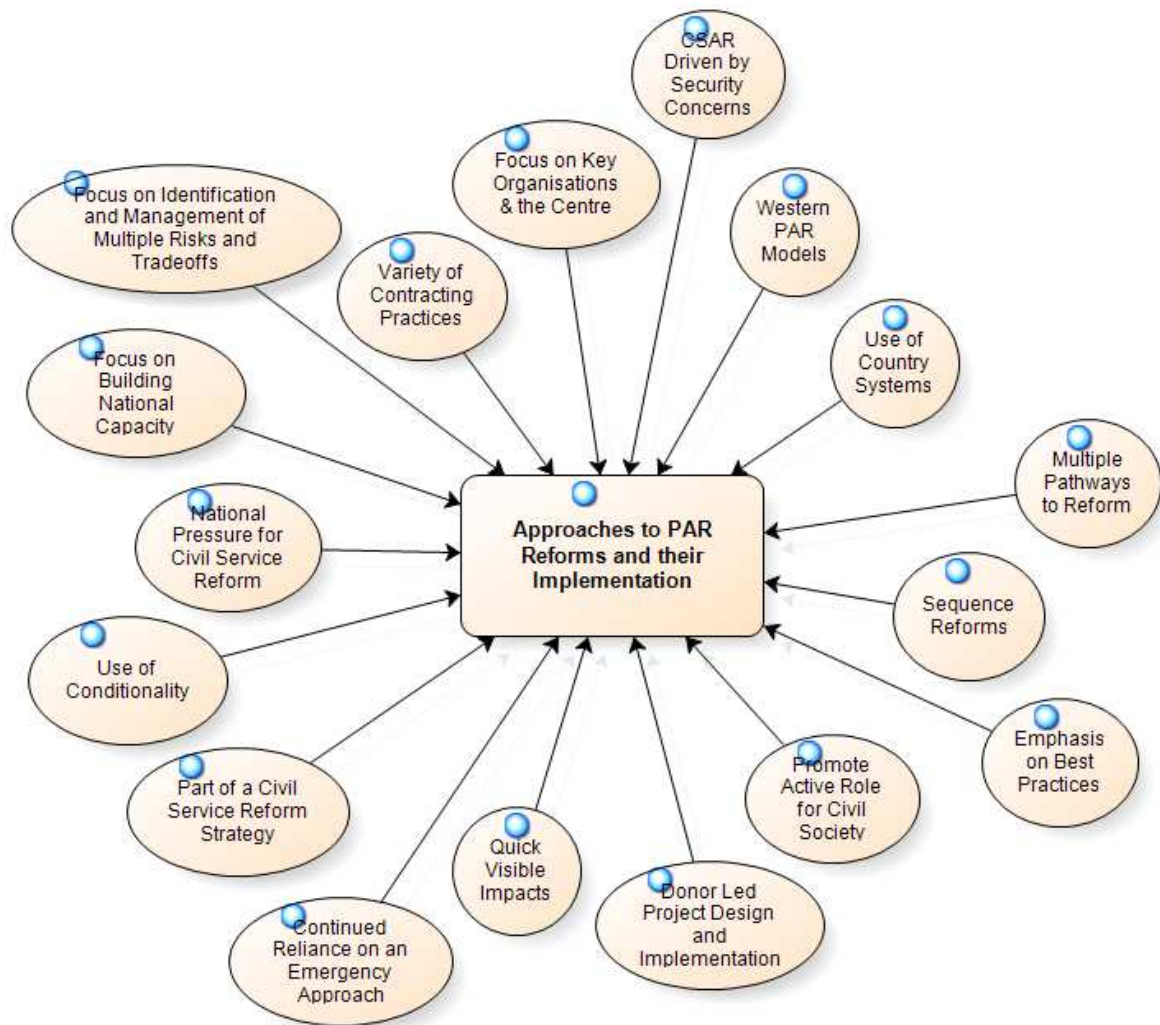 CSAR
Driven by
Security
Concerns
Focus on Key
Organisations
& the Centre
Focus on Identification
and Management of
Multiple Risks and
Tradeoffs
Western
PAR
Models
Variety of
Contracting
Practices
Use of
Country
Systems
Focus on
Building
National
Capacity
Multiple
Pathways
to Reform
National
Pressure for
Civil Service
Reform
Approaches to PAR
Reforms and their
Implementation
Sequence
Reforms
Use of
Conditionality
Emphasis
on Best
Practices
Part of a Civil
Service Reform
Strategy
Promote
Active Role
for Civil
Society
Quick
Visible
Impacts
Donor Led
Project Design
and
Implementation
Continued
Reliance on an
Emergency
Approach